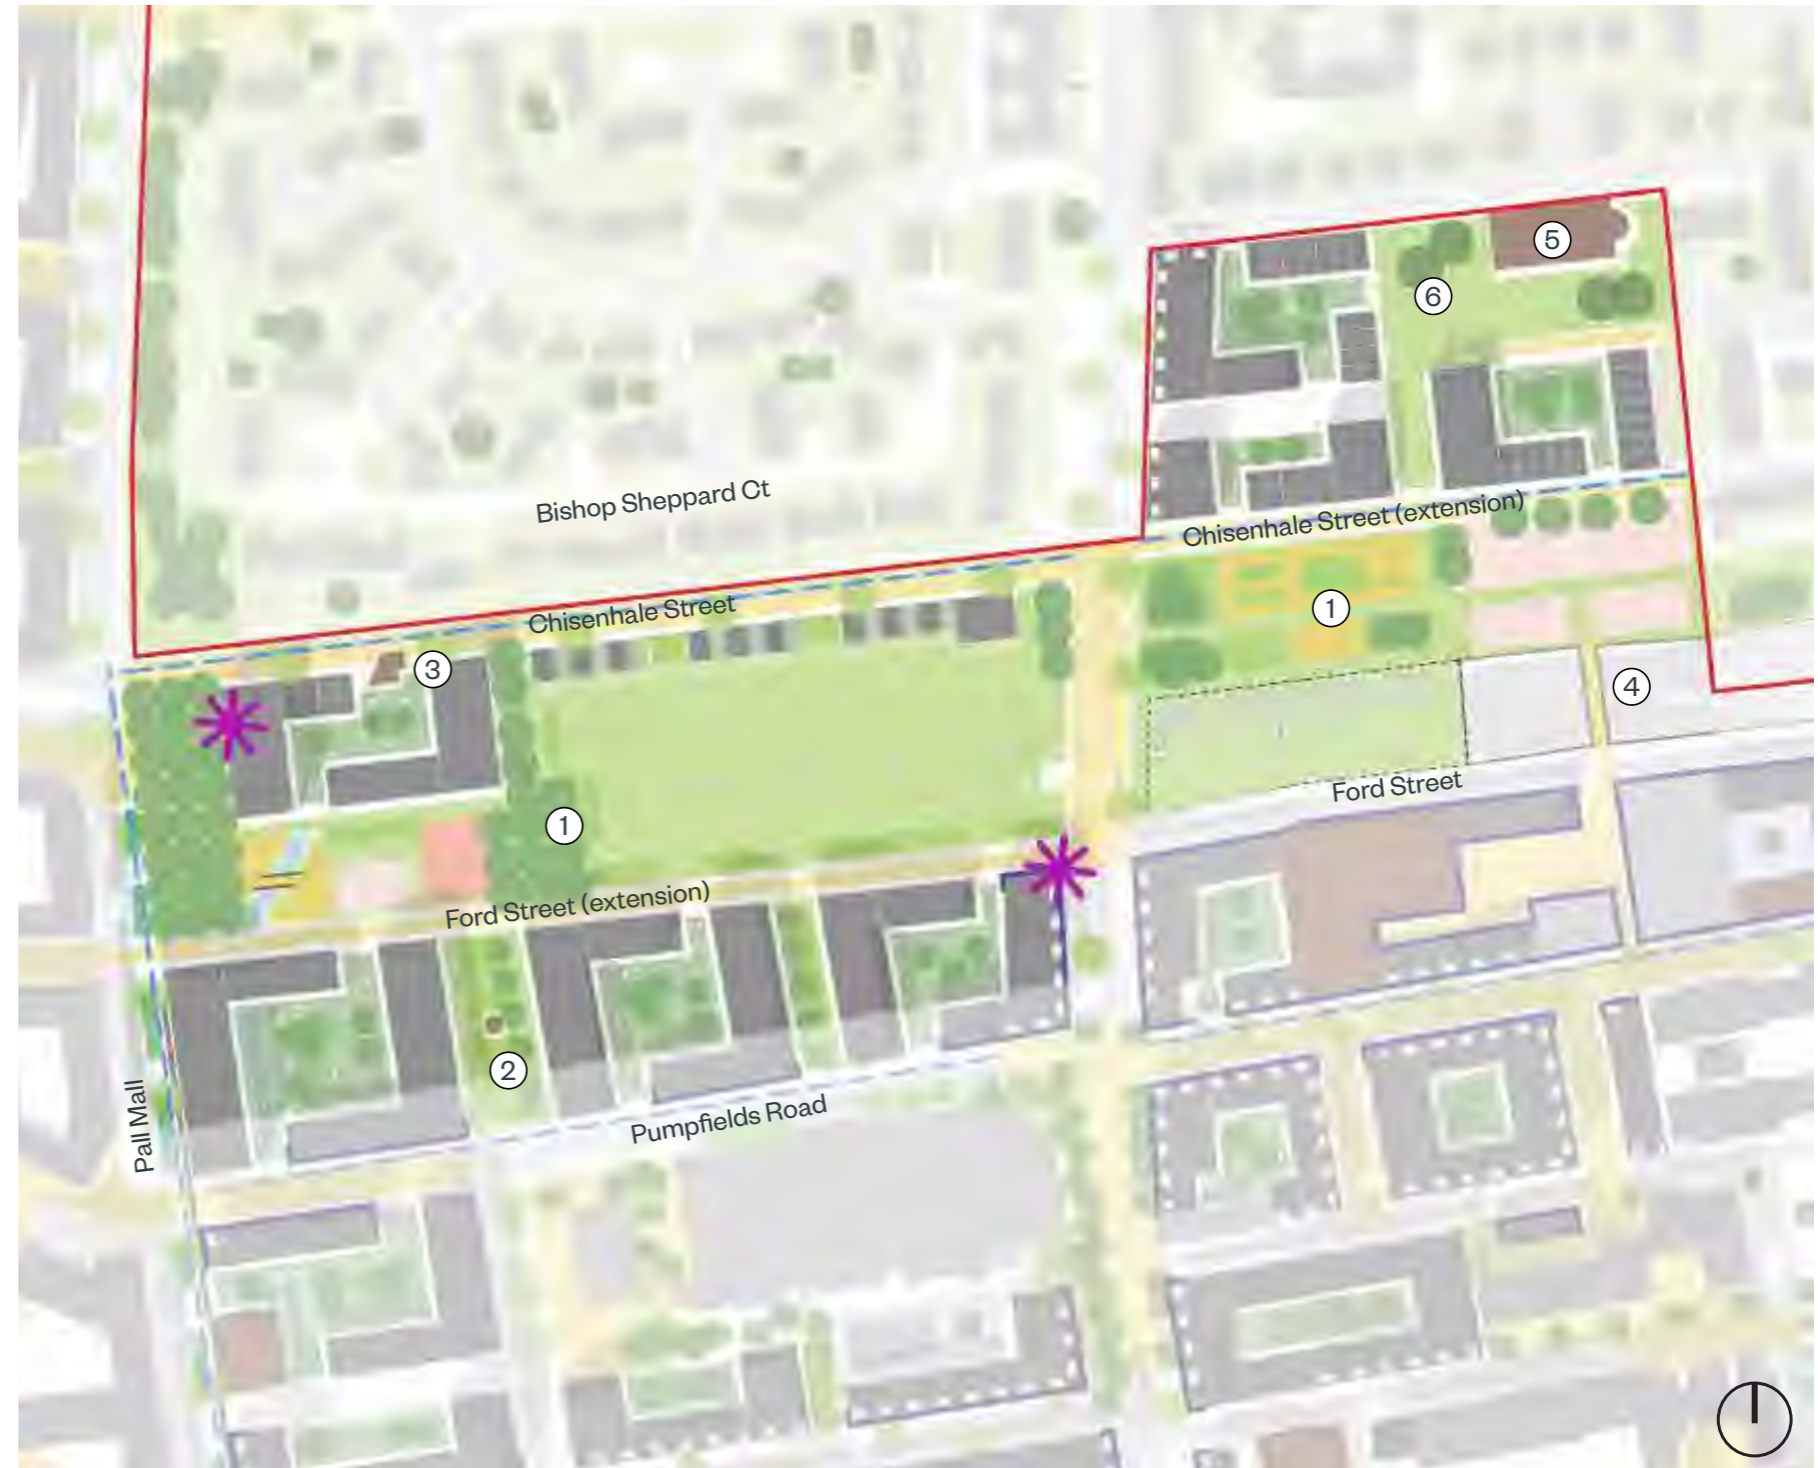 5
6
Bishop Sheppard Ct
Chisenhale Street (extension)
Chisenhale Street
1
3
4
Ford Street
1
Ford Street (extension)
2
Pall Mall
Pumpfields Road